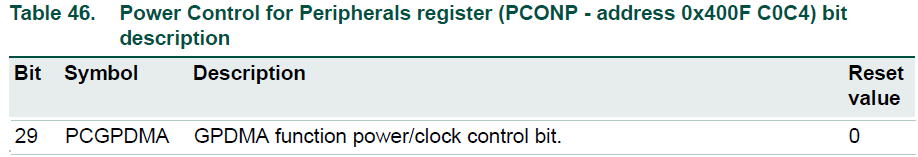 Table 46. Power Control for Peripherals register (PCONP - address 0x400F C0C4) bit
description
Bit Symbol Description Reset
value
29 PCGPDMA GPDMA function power/clock control bit. 0